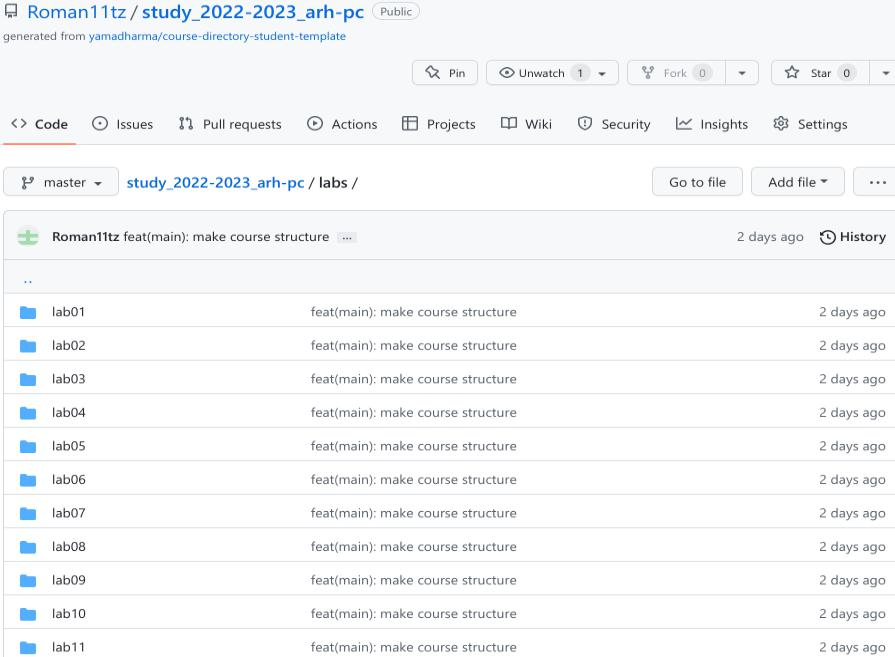 Roman11tz / study_2022-2023_arh-pc Public
generated from yamadharma/course-directory-student-template
Pin Unwatch 1 Fork 0 Star 0
Code Issues Pull requests Actions Projects Wiki Security Insights Settings
master study_2022-2023_arh-pc / labs / Go to file Add file ...
Roman11tz feat(main): make course structure ... 2 days ago History
..
lab01 feat(main): make course structure 2 days ago
lab02 feat(main): make course structure 2 days ago
lab03 feat(main): make course structure 2 days ago
lab04 feat(main): make course structure 2 days ago
lab05 feat(main): make course structure 2 days ago
lab06 feat(main): make course structure 2 days ago
lab07 feat(main): make course structure 2 days ago
lab08 feat(main): make course structure 2 days ago
lab09 feat(main): make course structure 2 days ago
lab10 feat(main): make course structure 2 days ago
lab11 feat(main): make course structure 2 days ago